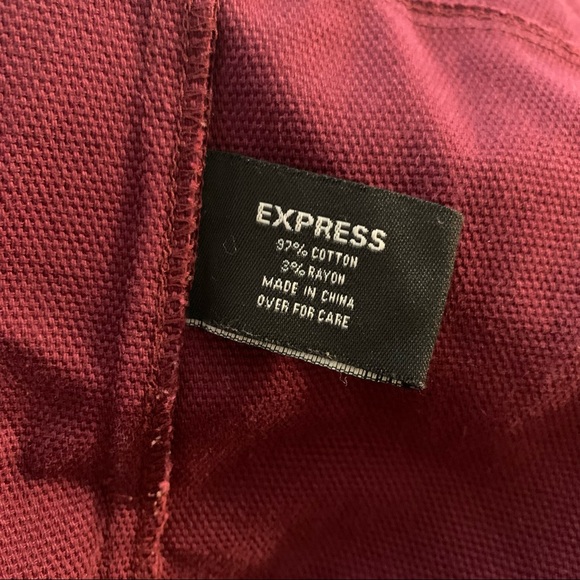 EXPRESS
97% COTTON
3% RAYON
MADE IN CHINA
OVER FOR CARE